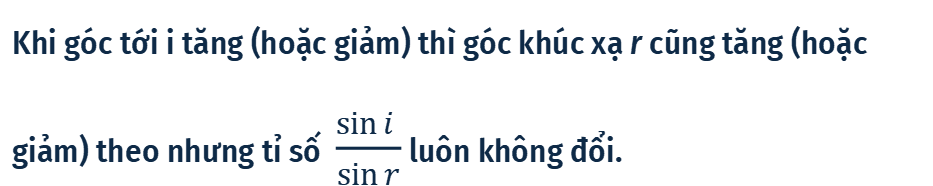 Khi góc tới i tăng (hoặc giảm) thì góc khúc xạ r cũng tăng (hoặc
giảm) theo nhưng tỉ số sin i / sin r luôn không đổi.